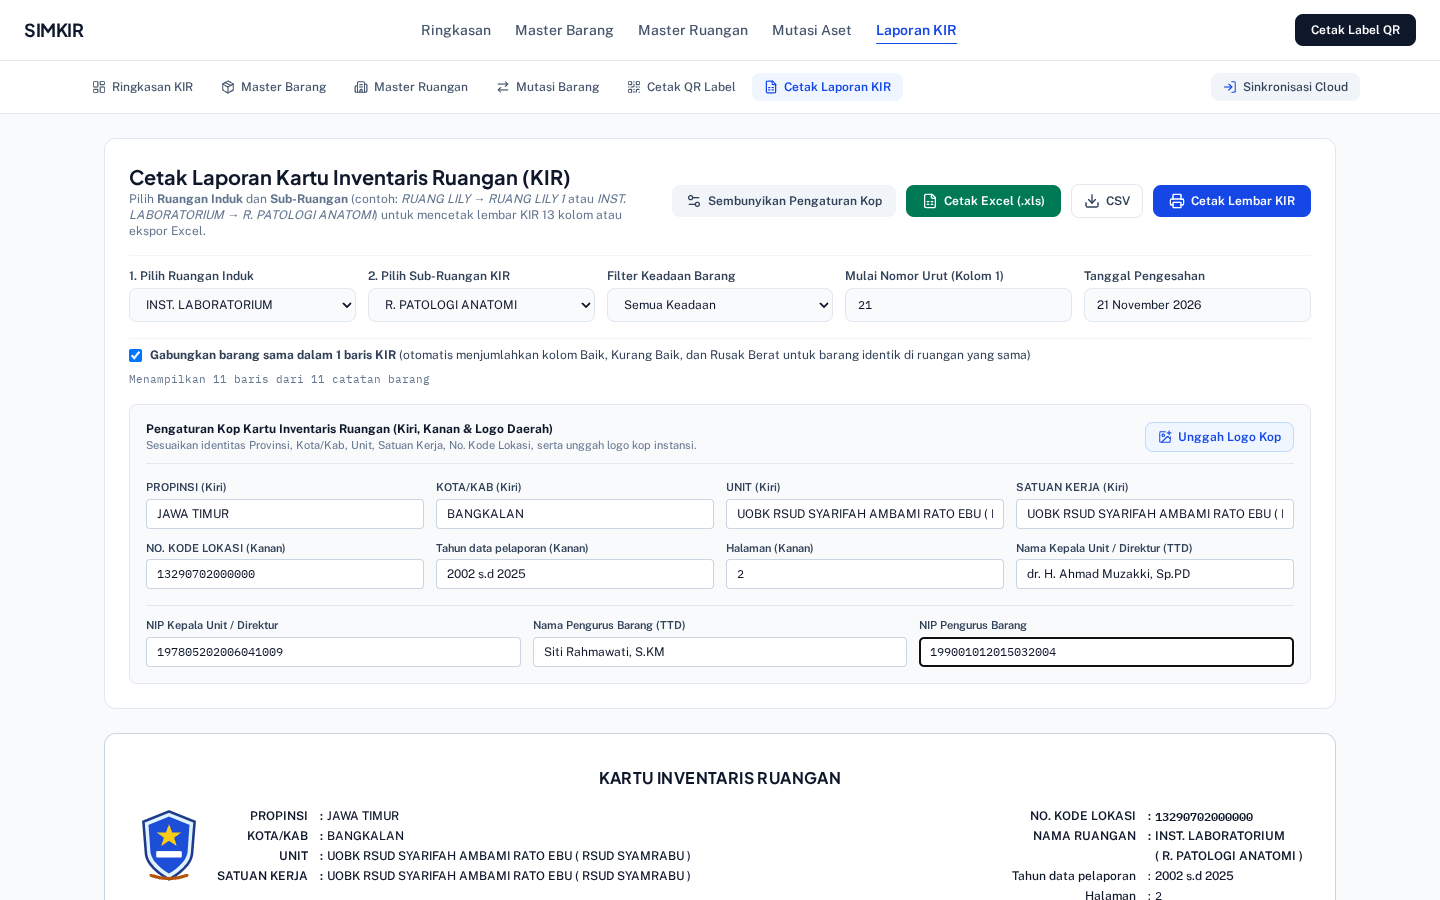 SIMKIR
Ringkasan
Master Barang
Master Ruangan
Mutasi Aset
Laporan KIR
Cetak Label QR
Ringkasan KIR
Master Barang
Master Ruangan
Mutasi Barang
Cetak QR Label
Cetak Laporan KIR
Sinkronisasi Cloud
Cetak Laporan Kartu Inventaris Ruangan (KIR)
Pilih Ruangan Induk dan Sub-Ruangan (contoh: RUANG LILY → RUANG LILY 1 atau INST.
LABORATORIUM → R. PATOLOGI ANATOMI) untuk mencetak lembar KIR 13 kolom atau
ekspor Excel.
Sembunyikan Pengaturan Kop
Cetak Excel (.xls)
CSV
Cetak Lembar KIR
1. Pilih Ruangan Induk
2. Pilih Sub-Ruangan KIR
Filter Keadaan Barang
Mulai Nomor Urut (Kolom 1)
Tanggal Pengesahan
INST. LABORATORIUM
R. PATOLOGI ANATOMI
Semua Keadaan
21
21 November 2026
Gabungkan barang sama dalam 1 baris KIR (otomatis menjumlahkan kolom Baik, Kurang Baik, dan Rusak Berat untuk barang identik di ruangan yang sama)
Menampilkan 11 baris dari 11 catatan barang
Pengaturan Kop Kartu Inventaris Ruangan (Kiri, Kanan & Logo Daerah)
Sesuaikan identitas Provinsi, Kota/Kab, Unit, Satuan Kerja, No. Kode Lokasi, serta unggah logo kop instansi.
Unggah Logo Kop
PROPINSI (Kiri)
KOTA/KAB (Kiri)
UNIT (Kiri)
SATUAN KERJA (Kiri)
JAWA TIMUR
BANGKALAN
UOBK RSUD SYARIFAH AMBAMI RATO EBU (
UOBK RSUD SYARIFAH AMBAMI RATO EBU (
NO. KODE LOKASI (Kanan)
Tahun data pelaporan (Kanan)
Halaman (Kanan)
Nama Kepala Unit / Direktur (TTD)
13290702000000
2002 s.d 2025
2
dr. H. Ahmad Muzakki, Sp.PD
NIP Kepala Unit / Direktur
Nama Pengurus Barang (TTD)
NIP Pengurus Barang
197805202006041009
Siti Rahmawati, S.KM
199001012015032004
KARTU INVENTARIS RUANGAN
PROPINSI : JAWA TIMUR
KOTA/KAB : BANGKALAN
UNIT : UOBK RSUD SYARIFAH AMBAMI RATO EBU ( RSUD SYAMRABU )
SATUAN KERJA : UOBK RSUD SYARIFAH AMBAMI RATO EBU ( RSUD SYAMRABU )
NO. KODE LOKASI : 13290702000000
NAMA RUANGAN : INST. LABORATORIUM
( R. PATOLOGI ANATOMI )
Tahun data pelaporan : 2002 s.d 2025
Halaman : 2